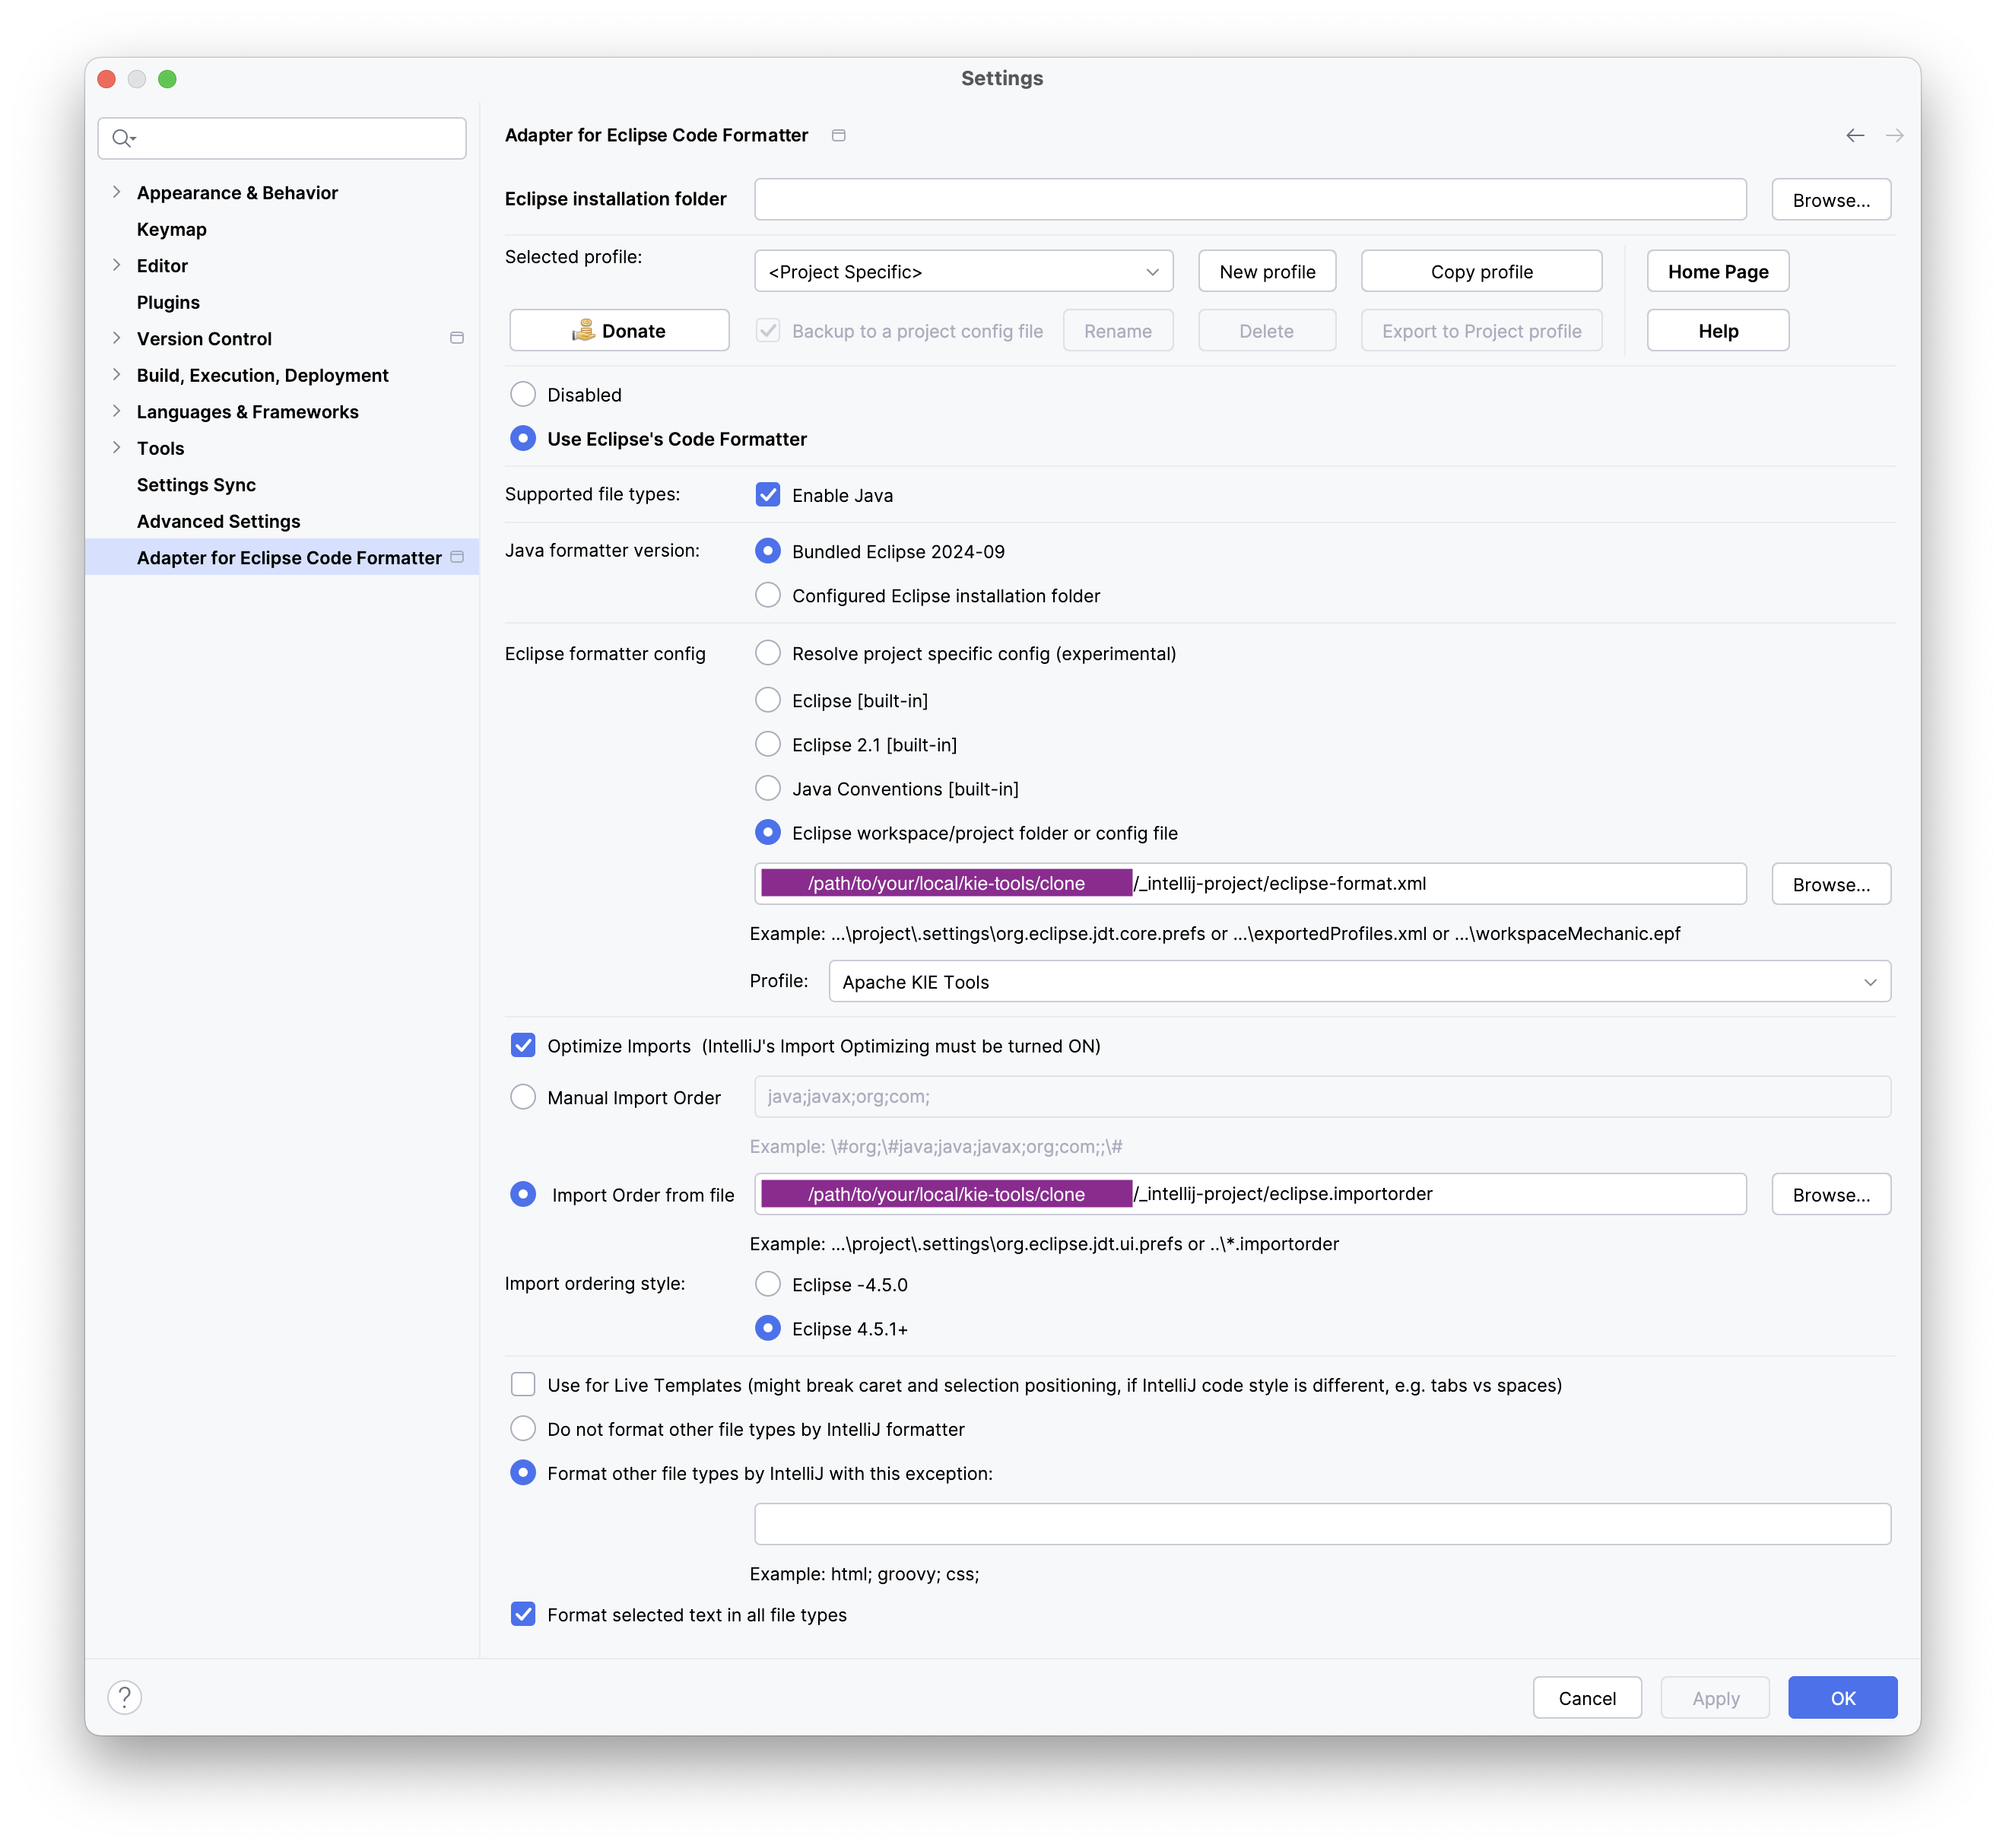 Settings
Adapter for Eclipse Code Formatter
Appearance & Behavior
Keymap
Editor
Plugins
Version Control
Build, Execution, Deployment
Languages & Frameworks
Tools
Settings Sync
Advanced Settings
Adapter for Eclipse Code Formatter
Eclipse installation folder
Browse...
Selected profile:
<Project Specific>
New profile
Copy profile
Home Page
Donate
Backup to a project config file
Rename
Delete
Export to Project profile
Help
Disabled
Use Eclipse's Code Formatter
Supported file types:
Enable Java
Java formatter version:
Bundled Eclipse 2024-09
Configured Eclipse installation folder
Eclipse formatter config
Resolve project specific config (experimental)
Eclipse [built-in]
Eclipse 2.1 [built-in]
Java Conventions [built-in]
Eclipse workspace/project folder or config file
/path/to/your/local/kie-tools/clone /_intellij-project/eclipse-format.xml
Browse...
Example: ...\project\.settings\org.eclipse.jdt.core.prefs or ...\exportedProfiles.xml or ...\workspaceMechanic.epf
Profile:
Apache KIE Tools
Optimize Imports (IntelliJ's Import Optimizing must be turned ON)
Manual Import Order
java;javax;org;com;
Example: \#org;\#java;java;javax;org;com;;\#
Import Order from file
/path/to/your/local/kie-tools/clone /_intellij-project/eclipse.importorder
Browse...
Example: ...\project\.settings\org.eclipse.jdt.ui.prefs or ..\*.importorder
Import ordering style:
Eclipse -4.5.0
Eclipse 4.5.1+
Use for Live Templates (might break caret and selection positioning, if IntelliJ code style is different, e.g. tabs vs spaces)
Do not format other file types by IntelliJ formatter
Format other file types by IntelliJ with this exception:
Example: html; groovy; css;
Format selected text in all file types
?
Cancel
Apply
OK